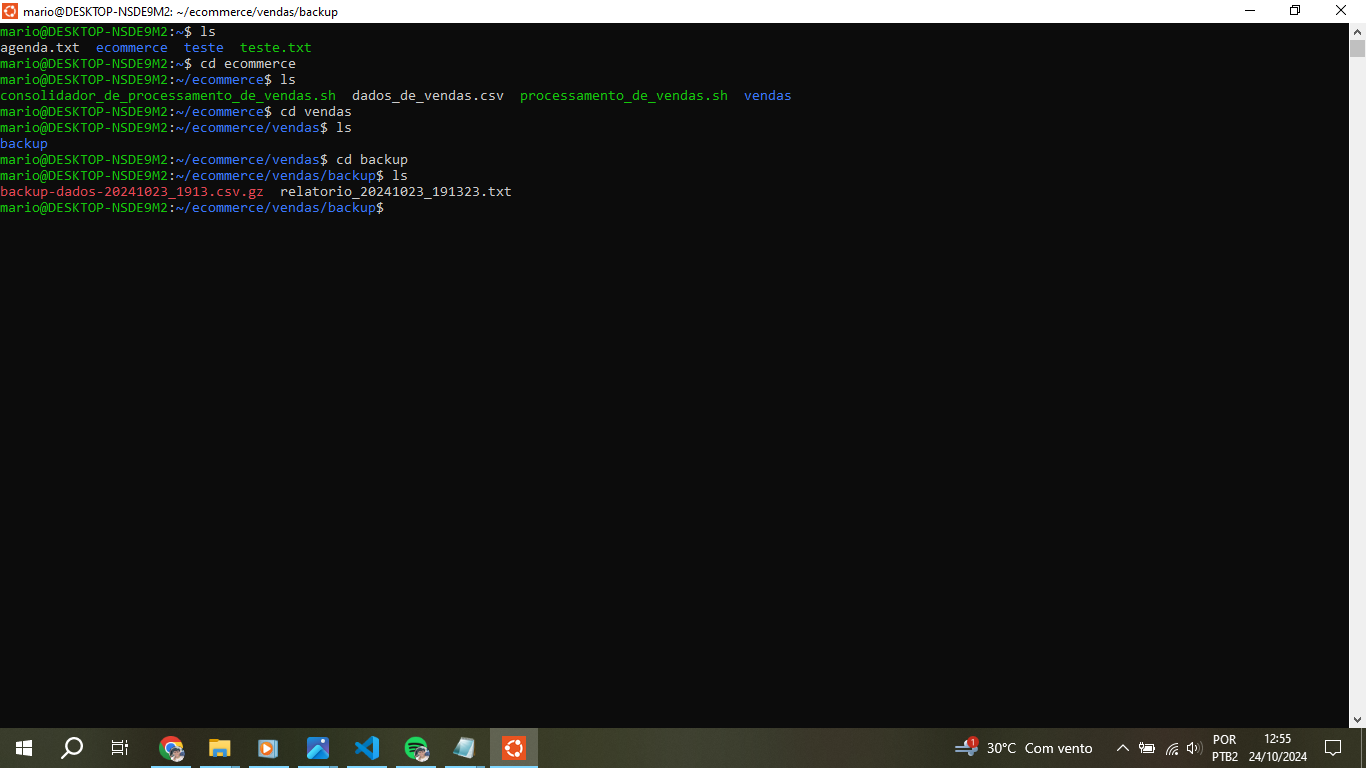 mario@DESKTOP-NSDE9M2: ~/ecommerce/vendas/backup
mario@DESKTOP-NSDE9M2:~$ ls
agenda.txt  ecommerce  teste  teste.txt
mario@DESKTOP-NSDE9M2:~$ cd ecommerce
mario@DESKTOP-NSDE9M2:~/ecommerce$ ls
consolidador_de_processamento_de_vendas.sh  dados_de_vendas.csv  processamento_de_vendas.sh  vendas
mario@DESKTOP-NSDE9M2:~/ecommerce$ cd vendas
mario@DESKTOP-NSDE9M2:~/ecommerce/vendas$ ls
backup
mario@DESKTOP-NSDE9M2:~/ecommerce/vendas$ cd backup
mario@DESKTOP-NSDE9M2:~/ecommerce/vendas/backup$ ls
backup-dados-20241023_1913.csv.gz  relatorio_20241023_191323.txt
mario@DESKTOP-NSDE9M2:~/ecommerce/vendas/backup$
1
30°C  Com vento
POR
PTB2
12:55
24/10/2024